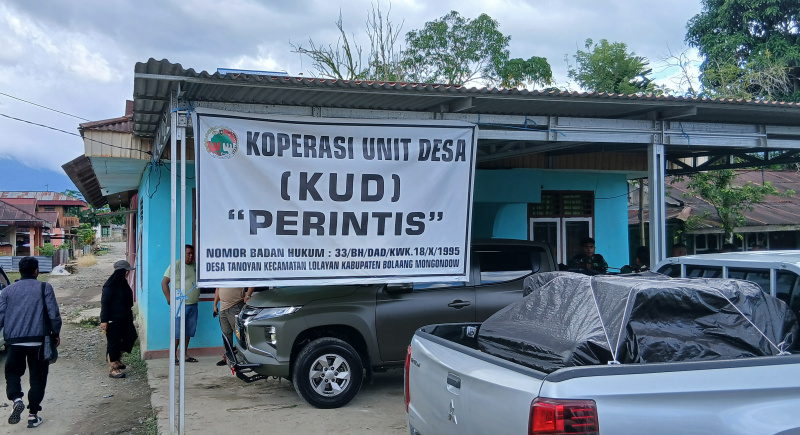 KOPERASI UNIT DESA
(KUD)
"PERINTIS"
NOMOR BADAN HUKUM : 33/BH/DAD/KWK.18/X/1995
DESA TANOYAN KECAMATAN LOLAYAN KABUPATEN BOLAANG MONGONDOW